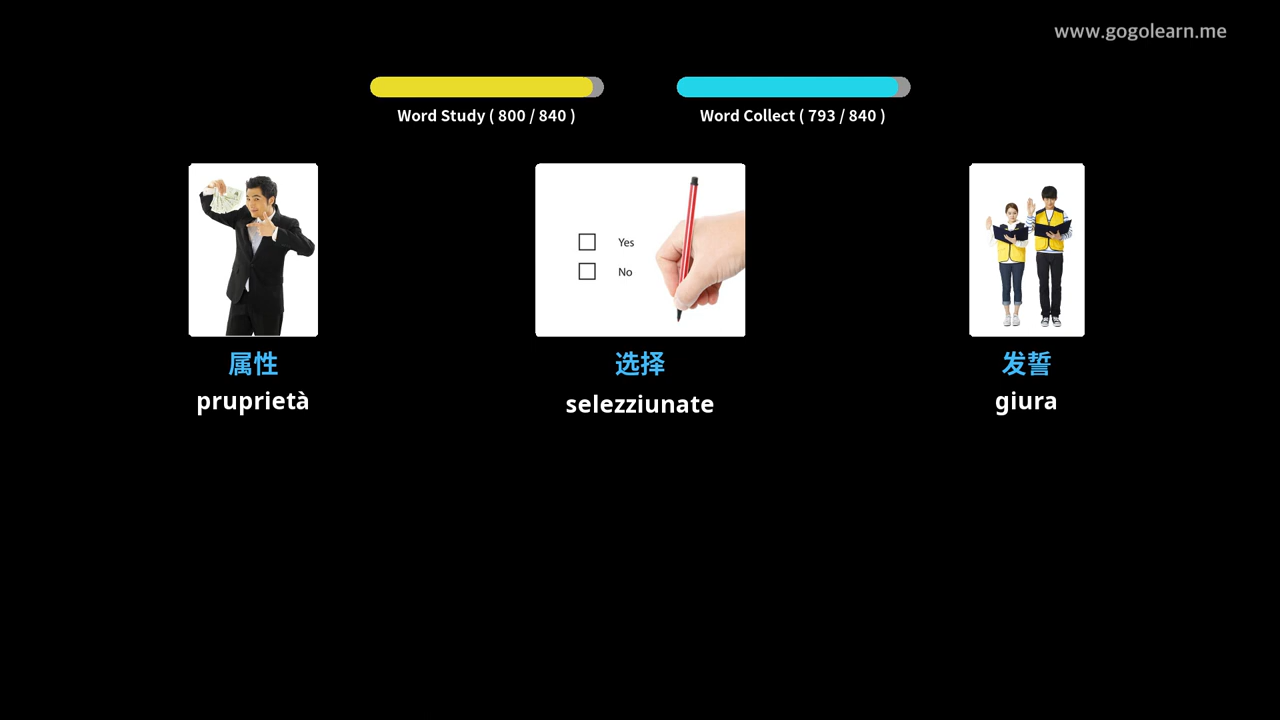 www.gogolearn.me
Word Study ( 800 / 840 )
Word Collect ( 793 / 840 )
Yes
No
属性
选择
发誓
pruprietà
selezziunate
giura